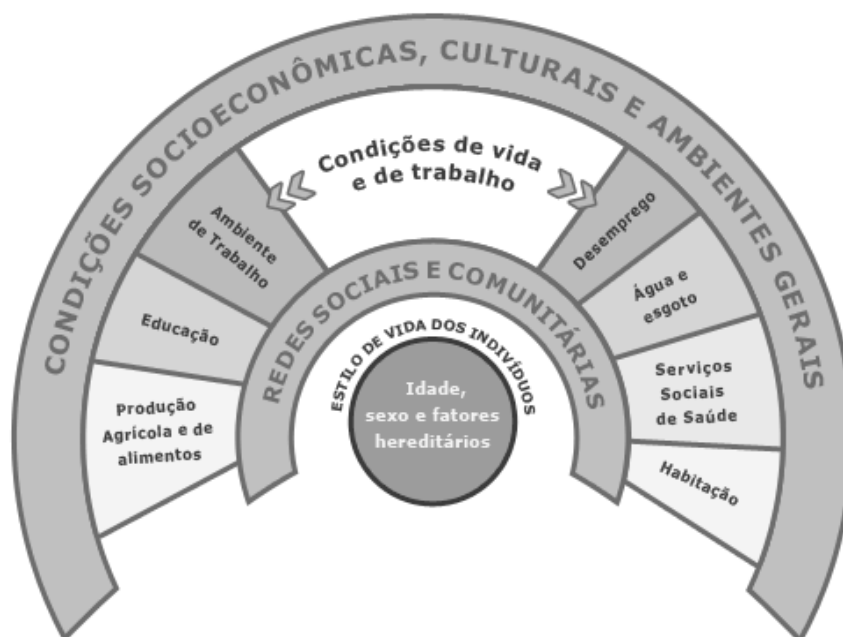 CONDIÇÕES SOCIOECONÔMICAS, CULTURAIS E AMBIENTES GERAIS
Condições de vida
e de trabalho
Ambiente
de Trabalho
Desemprego
Educação
Água e
esgoto
Produção
Agrícola e de
alimentos
Serviços
Sociais
de Saúde
Habitação
REDES SOCIAIS E COMUNITÁRIAS
ESTILO DE VIDA DOS INDIVÍDUOS
Idade,
sexo e fatores
hereditários